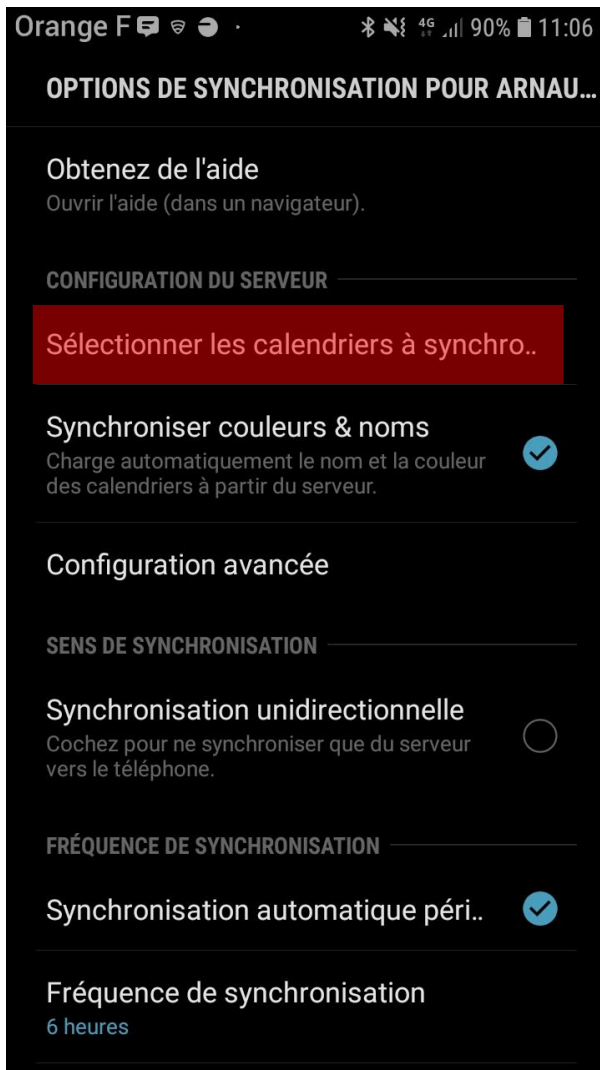 Orange F 4G 90% 11:06
OPTIONS DE SYNCHRONISATION POUR ARNAU...
Obtenez de l'aide
Ouvrir l'aide (dans un navigateur).
CONFIGURATION DU SERVEUR
Sélectionner les calendriers à synchro..
Synchroniser couleurs & noms
Charge automatiquement le nom et la couleur
des calendriers à partir du serveur.
Configuration avancée
SENS DE SYNCHRONISATION
Synchronisation unidirectionnelle
Cochez pour ne synchroniser que du serveur
vers le téléphone.
FRÉQUENCE DE SYNCHRONISATION
Synchronisation automatique péri..
Fréquence de synchronisation
6 heures